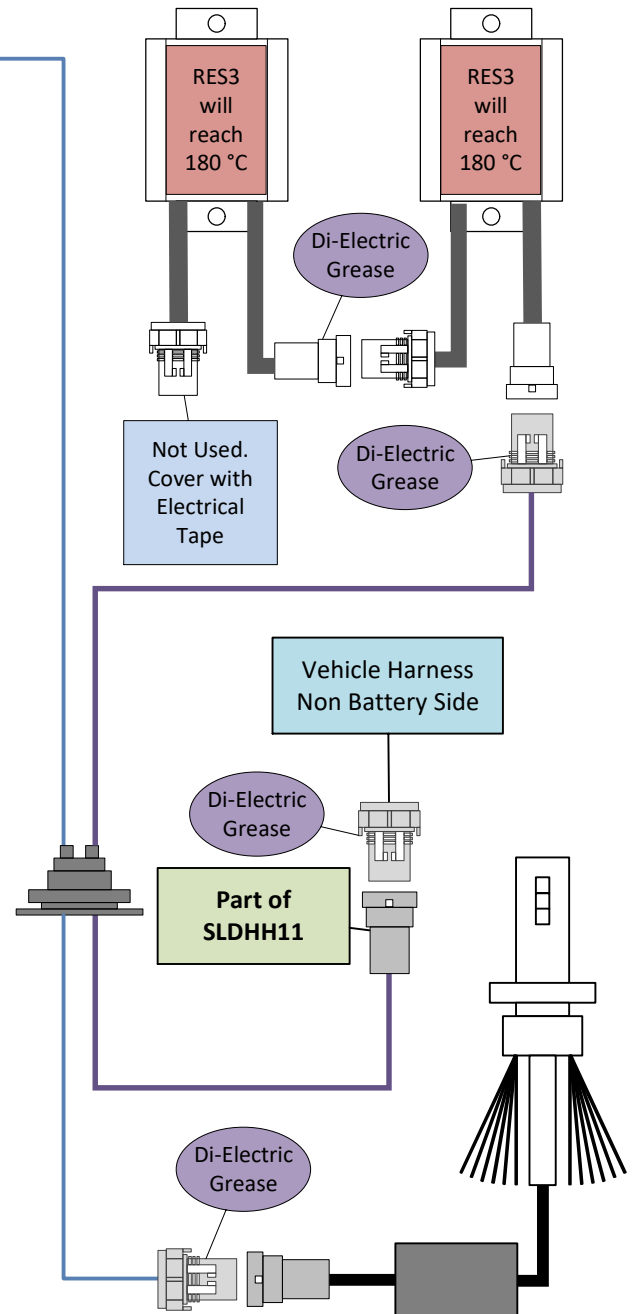 RES3
will
reach
180 °C
RES3
will
reach
180 °C
Di-Electric
Grease
Not Used.
Cover with
Electrical
Tape
Di-Electric
Grease
Vehicle Harness
Non Battery Side
Di-Electric
Grease
Part of
SLDHH11
Di-Electric
Grease